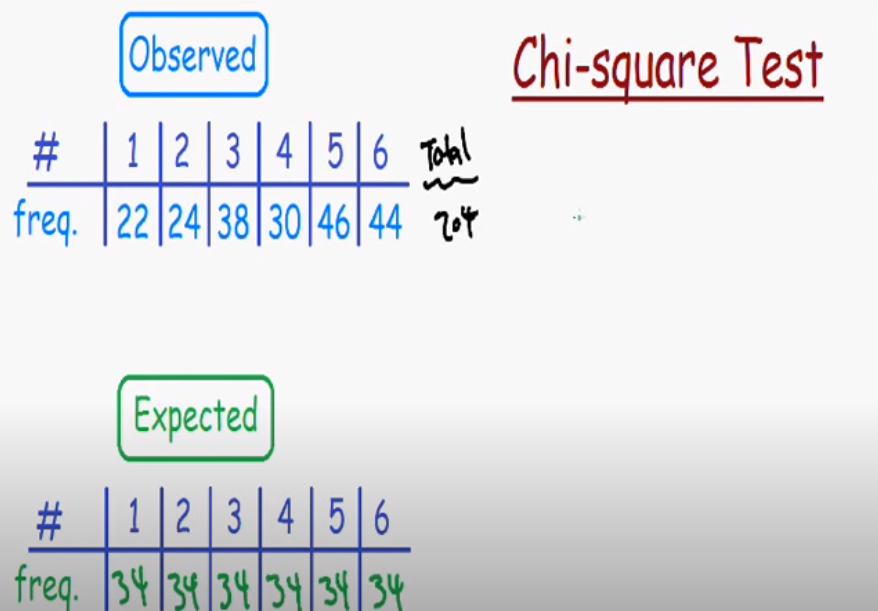 Observed
Chi-square Test
# 1 2 3 4 5 6 Total
freq. 22 24 38 30 46 44 204
Expected
# 1 2 3 4 5 6
freq. 34 34 34 34 34 34